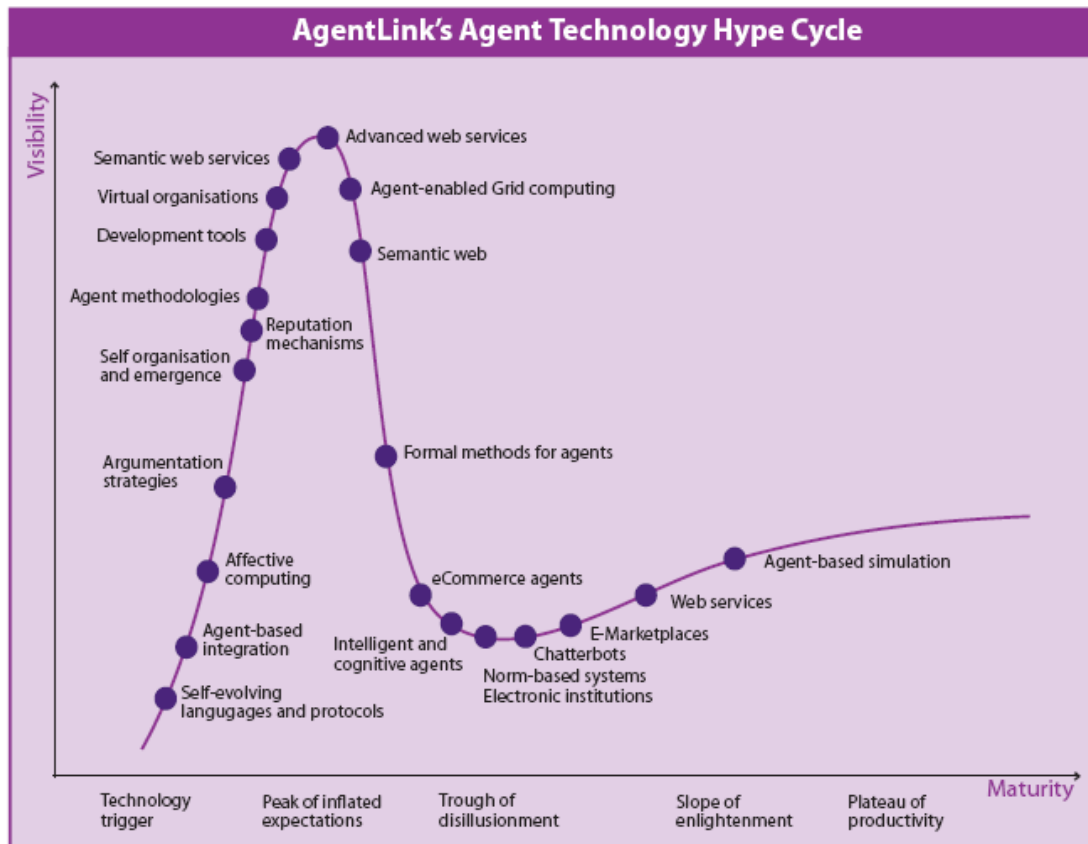 AgentLink's Agent Technology Hype Cycle
Visibility
Advanced web services
Semantic web services
Agent-enabled Grid computing
Virtual organisations
Development tools
Semantic web
Agent methodologies
Reputation
mechanisms
Self organisation
and emergence
Formal methods for agents
Argumentation
strategies
Affective
computing
eCommerce agents
Agent-based simulation
Web services
Agent-based
integration
Intelligent and
cognitive agents
E-Marketplaces
Chatterbots
Norm-based systems
Electronic institutions
Self-evolving
langugages and protocols
Maturity
Technology
trigger
Peak of inflated
expectations
Trough of
disillusionment
Slope of
enlightenment
Plateau of
productivity